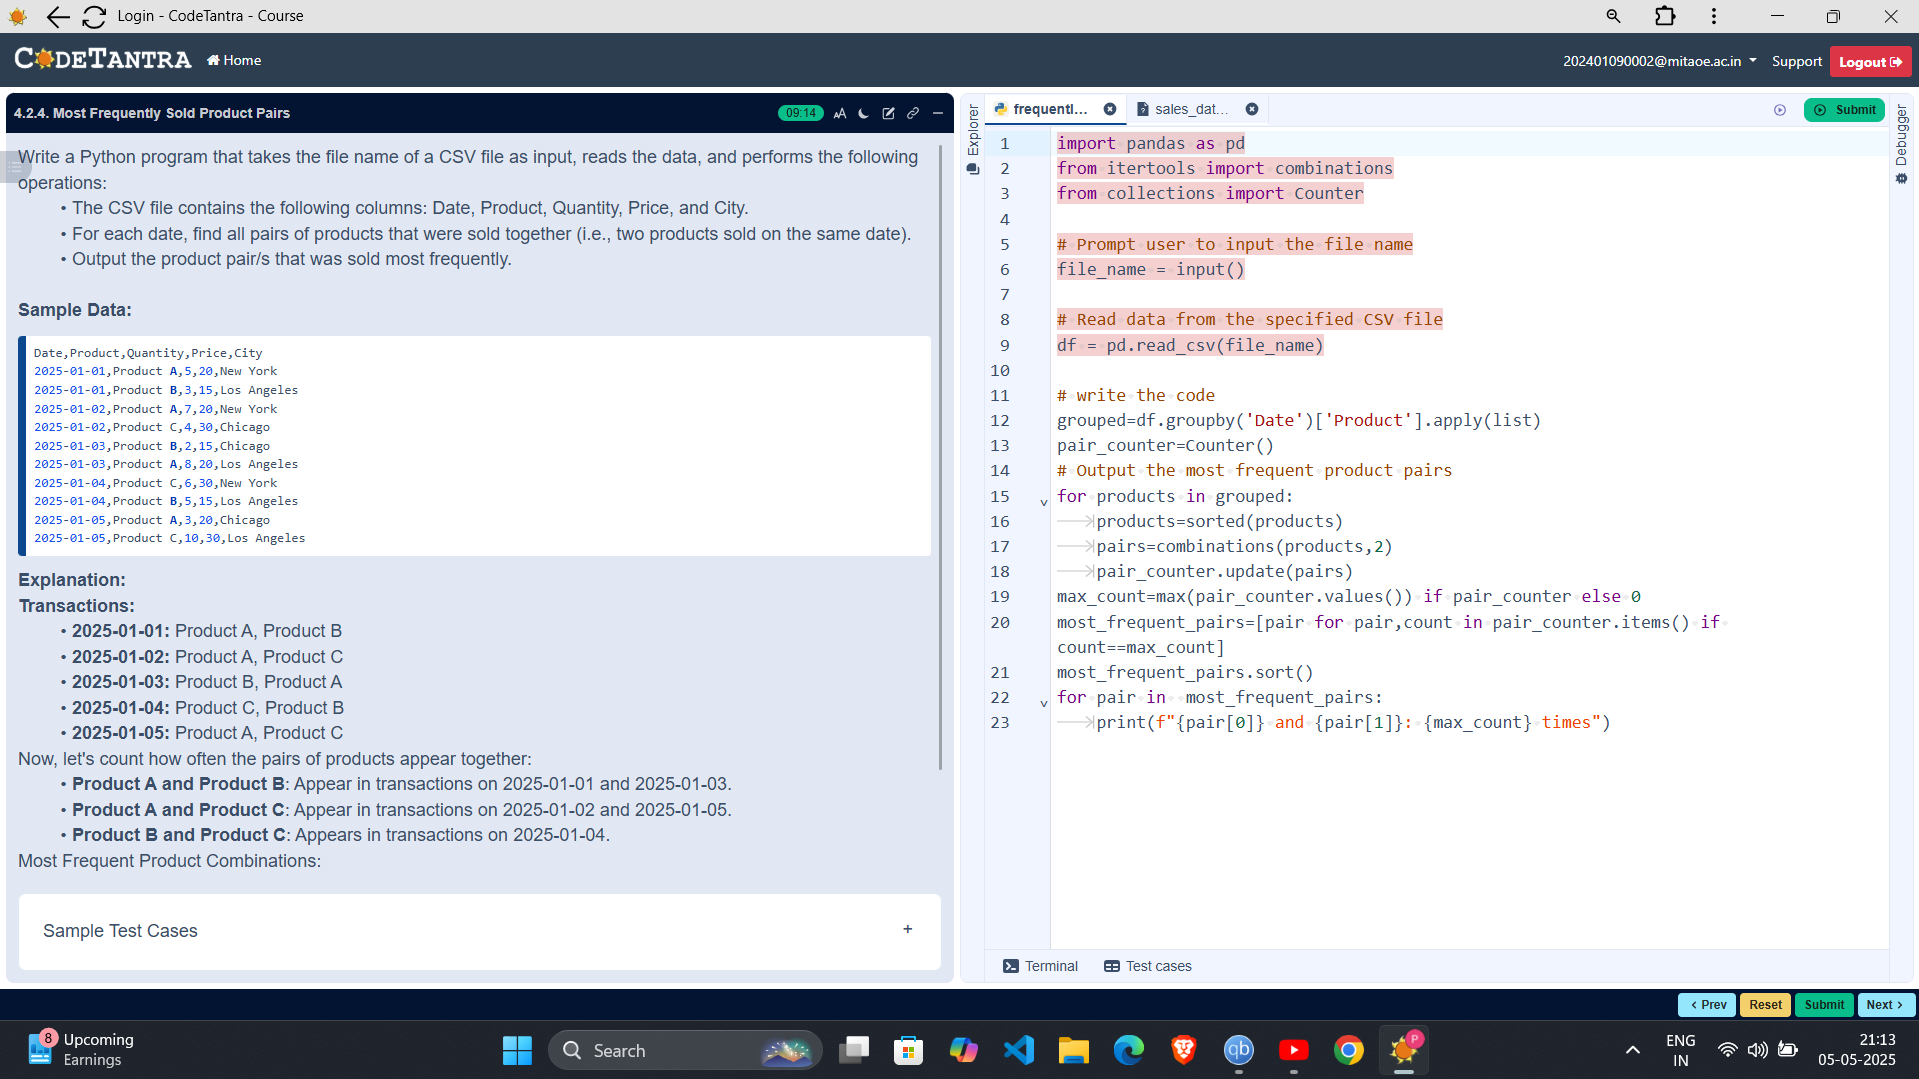 Login - CodeTantra - Course
CODETANTRA
Home
202401090002@mitaoe.ac.in
Support
Logout
4.2.4. Most Frequently Sold Product Pairs
09:14
Write a Python program that takes the file name of a CSV file as input, reads the data, and performs the following
operations:
• The CSV file contains the following columns: Date, Product, Quantity, Price, and City.
• For each date, find all pairs of products that were sold together (i.e., two products sold on the same date).
• Output the product pair/s that was sold most frequently.
Sample Data:
Date,Product,Quantity,Price,City
2025-01-01,Product A,5,20,New York
2025-01-01,Product B,3,15,Los Angeles
2025-01-02,Product A,7,20,New York
2025-01-02,Product C,4,30,Chicago
2025-01-03,Product B,2,15,Chicago
2025-01-03,Product A,8,20,Los Angeles
2025-01-04,Product C,6,30,New York
2025-01-04,Product B,5,15,Los Angeles
2025-01-05,Product A,3,20,Chicago
2025-01-05,Product C,10,30,Los Angeles
Explanation:
Transactions:
• 2025-01-01: Product A, Product B
• 2025-01-02: Product A, Product C
• 2025-01-03: Product B, Product A
• 2025-01-04: Product C, Product B
• 2025-01-05: Product A, Product C
Now, let's count how often the pairs of products appear together:
• Product A and Product B: Appear in transactions on 2025-01-01 and 2025-01-03.
• Product A and Product C: Appear in transactions on 2025-01-02 and 2025-01-05.
• Product B and Product C: Appears in transactions on 2025-01-04.
Most Frequent Product Combinations:
Sample Test Cases
+
Explorer
frequentl...
sales_dat...
Submit
Debugger
1 import pandas as pd
2 from itertools import combinations
3 from collections import Counter
4
5 # Prompt user to input the file name
6 file_name = input()
7
8 # Read data from the specified CSV file
9 df = pd.read_csv(file_name)
10
11 # write the code
12 grouped=df.groupby('Date')['Product'].apply(list)
13 pair_counter=Counter()
14 # Output the most frequent product pairs
15 for products in grouped:
16 products=sorted(products)
17 pairs=combinations(products,2)
18 pair_counter.update(pairs)
19 max_count=max(pair_counter.values()) if pair_counter else 0
20 most_frequent_pairs=[pair for pair,count in pair_counter.items() if
count==max_count]
21 most_frequent_pairs.sort()
22 for pair in  most_frequent_pairs:
23 print(f"{pair[0]} and {pair[1]}: {max_count} times")
Terminal
Test cases
< Prev
Reset
Submit
Next >
8
Upcoming
Earnings
Search
qb
P
ENG
IN
21:13
05-05-2025